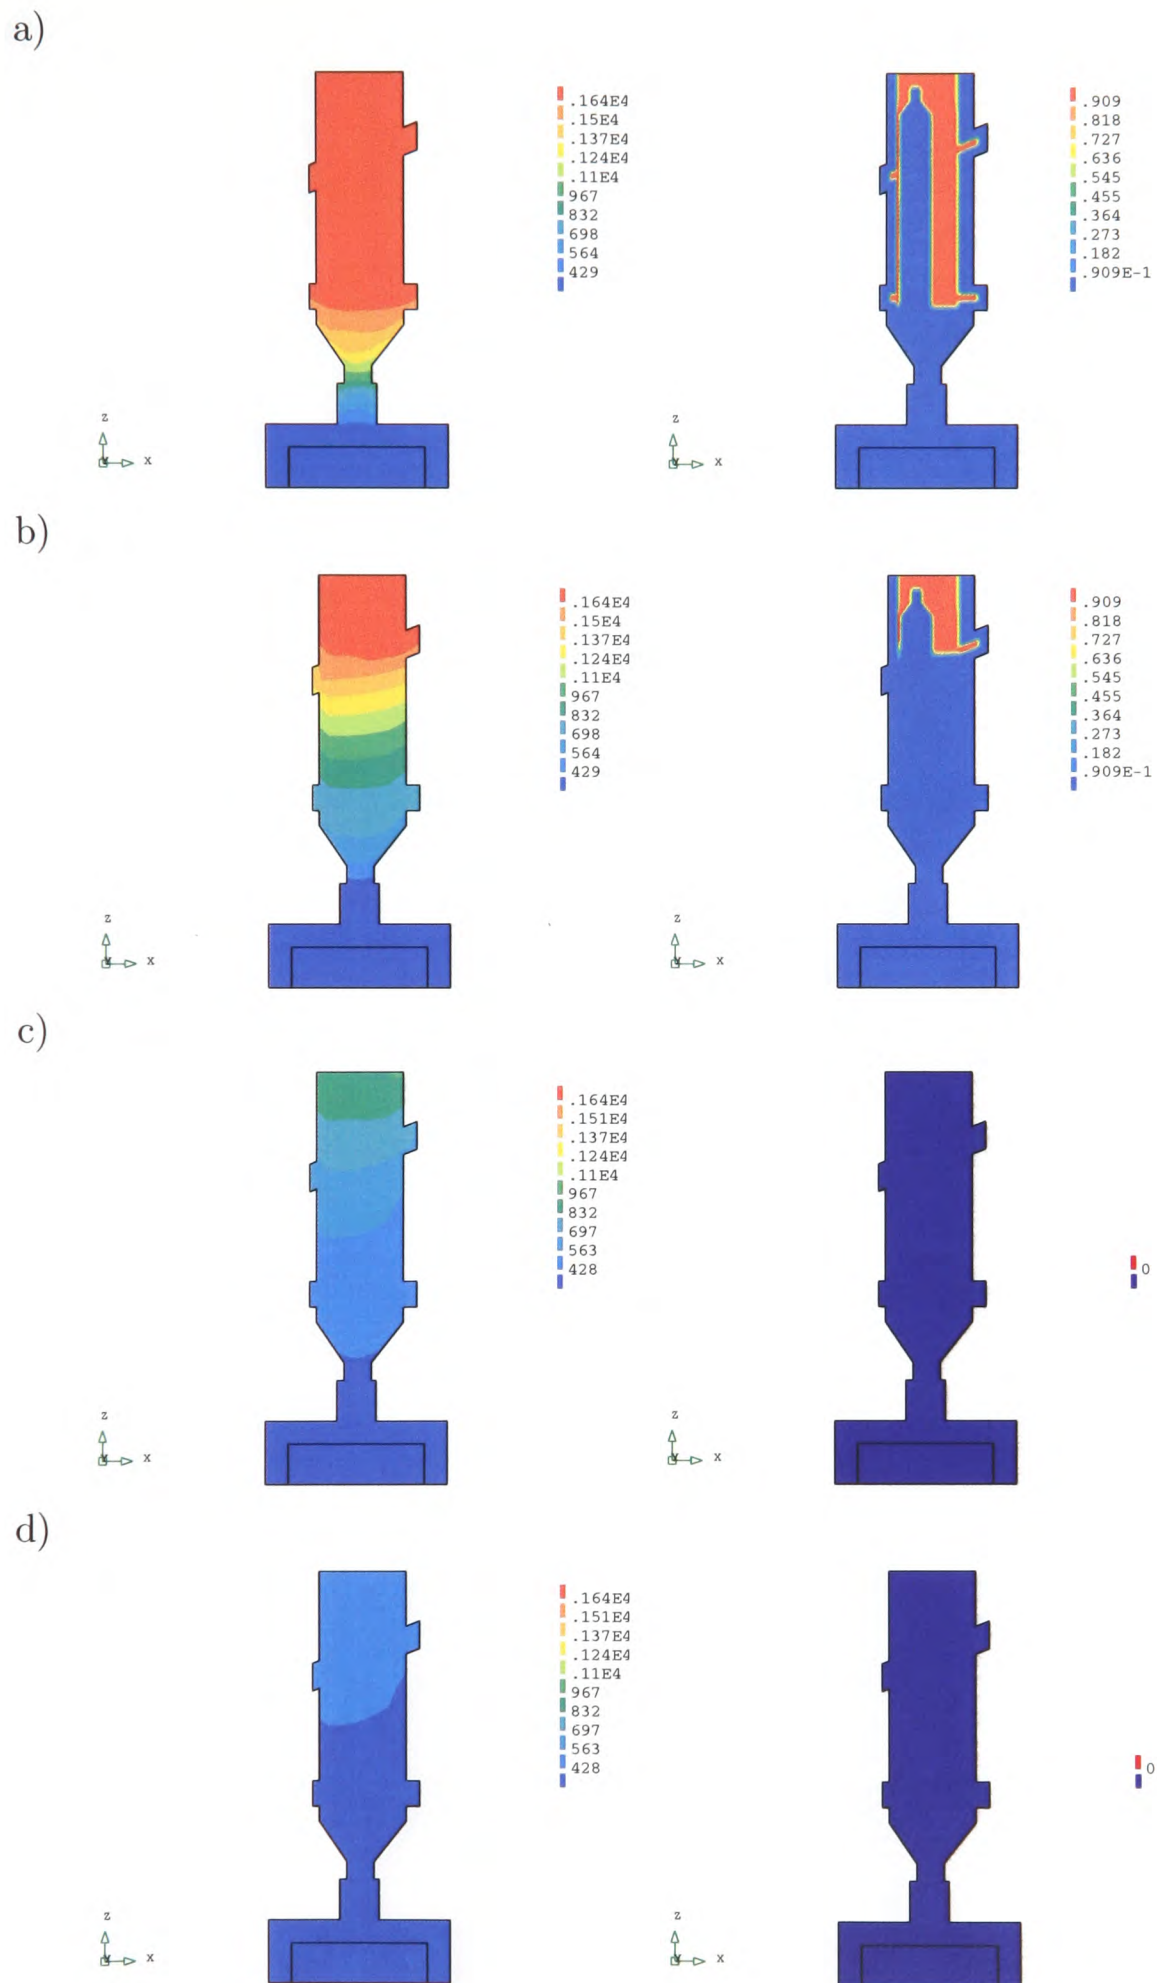 a)
.164E4
.15E4
.137E4
.124E4
.11E4
967
832
698
564
429
z
x
.909
.818
.727
.636
.545
.455
.364
.273
.182
.909E-1
z
x
b)
.164E4
.15E4
.137E4
.124E4
.11E4
967
832
698
564
429
z
x
.909
.818
.727
.636
.545
.455
.364
.273
.182
.909E-1
z
x
c)
.164E4
.151E4
.137E4
.124E4
.11E4
967
832
697
563
428
z
x
0
z
x
d)
.164E4
.151E4
.137E4
.124E4
.11E4
967
832
697
563
428
z
x
0
z
x